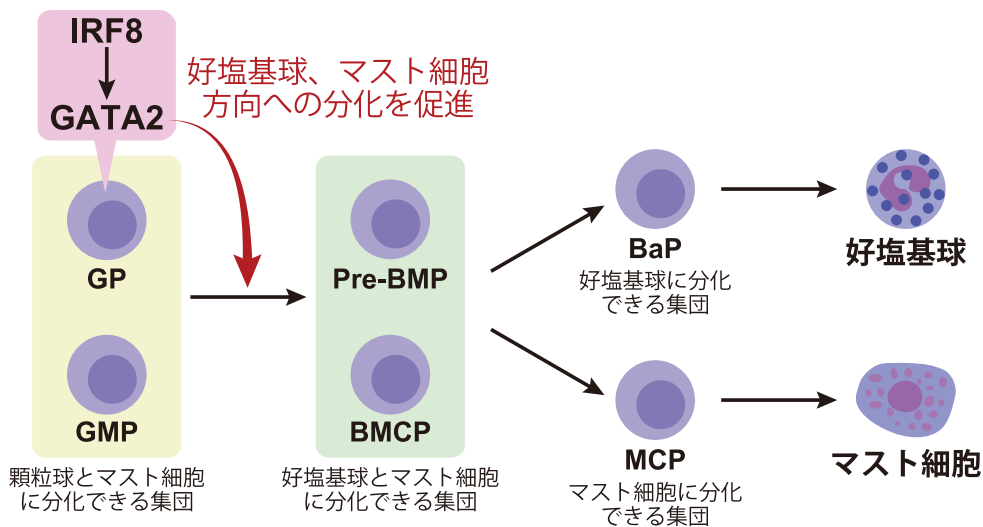 IRF8
GATA2
好塩基球、マスト細胞
方向への分化を促進
GP
GMP
顆粒球とマスト細胞
に分化できる集団
Pre-BMP
BMCP
好塩基球とマスト細胞
に分化できる集団
BaP
好塩基球に分化
できる集団
好塩基球
MCP
マスト細胞に分化
できる集団
マスト細胞